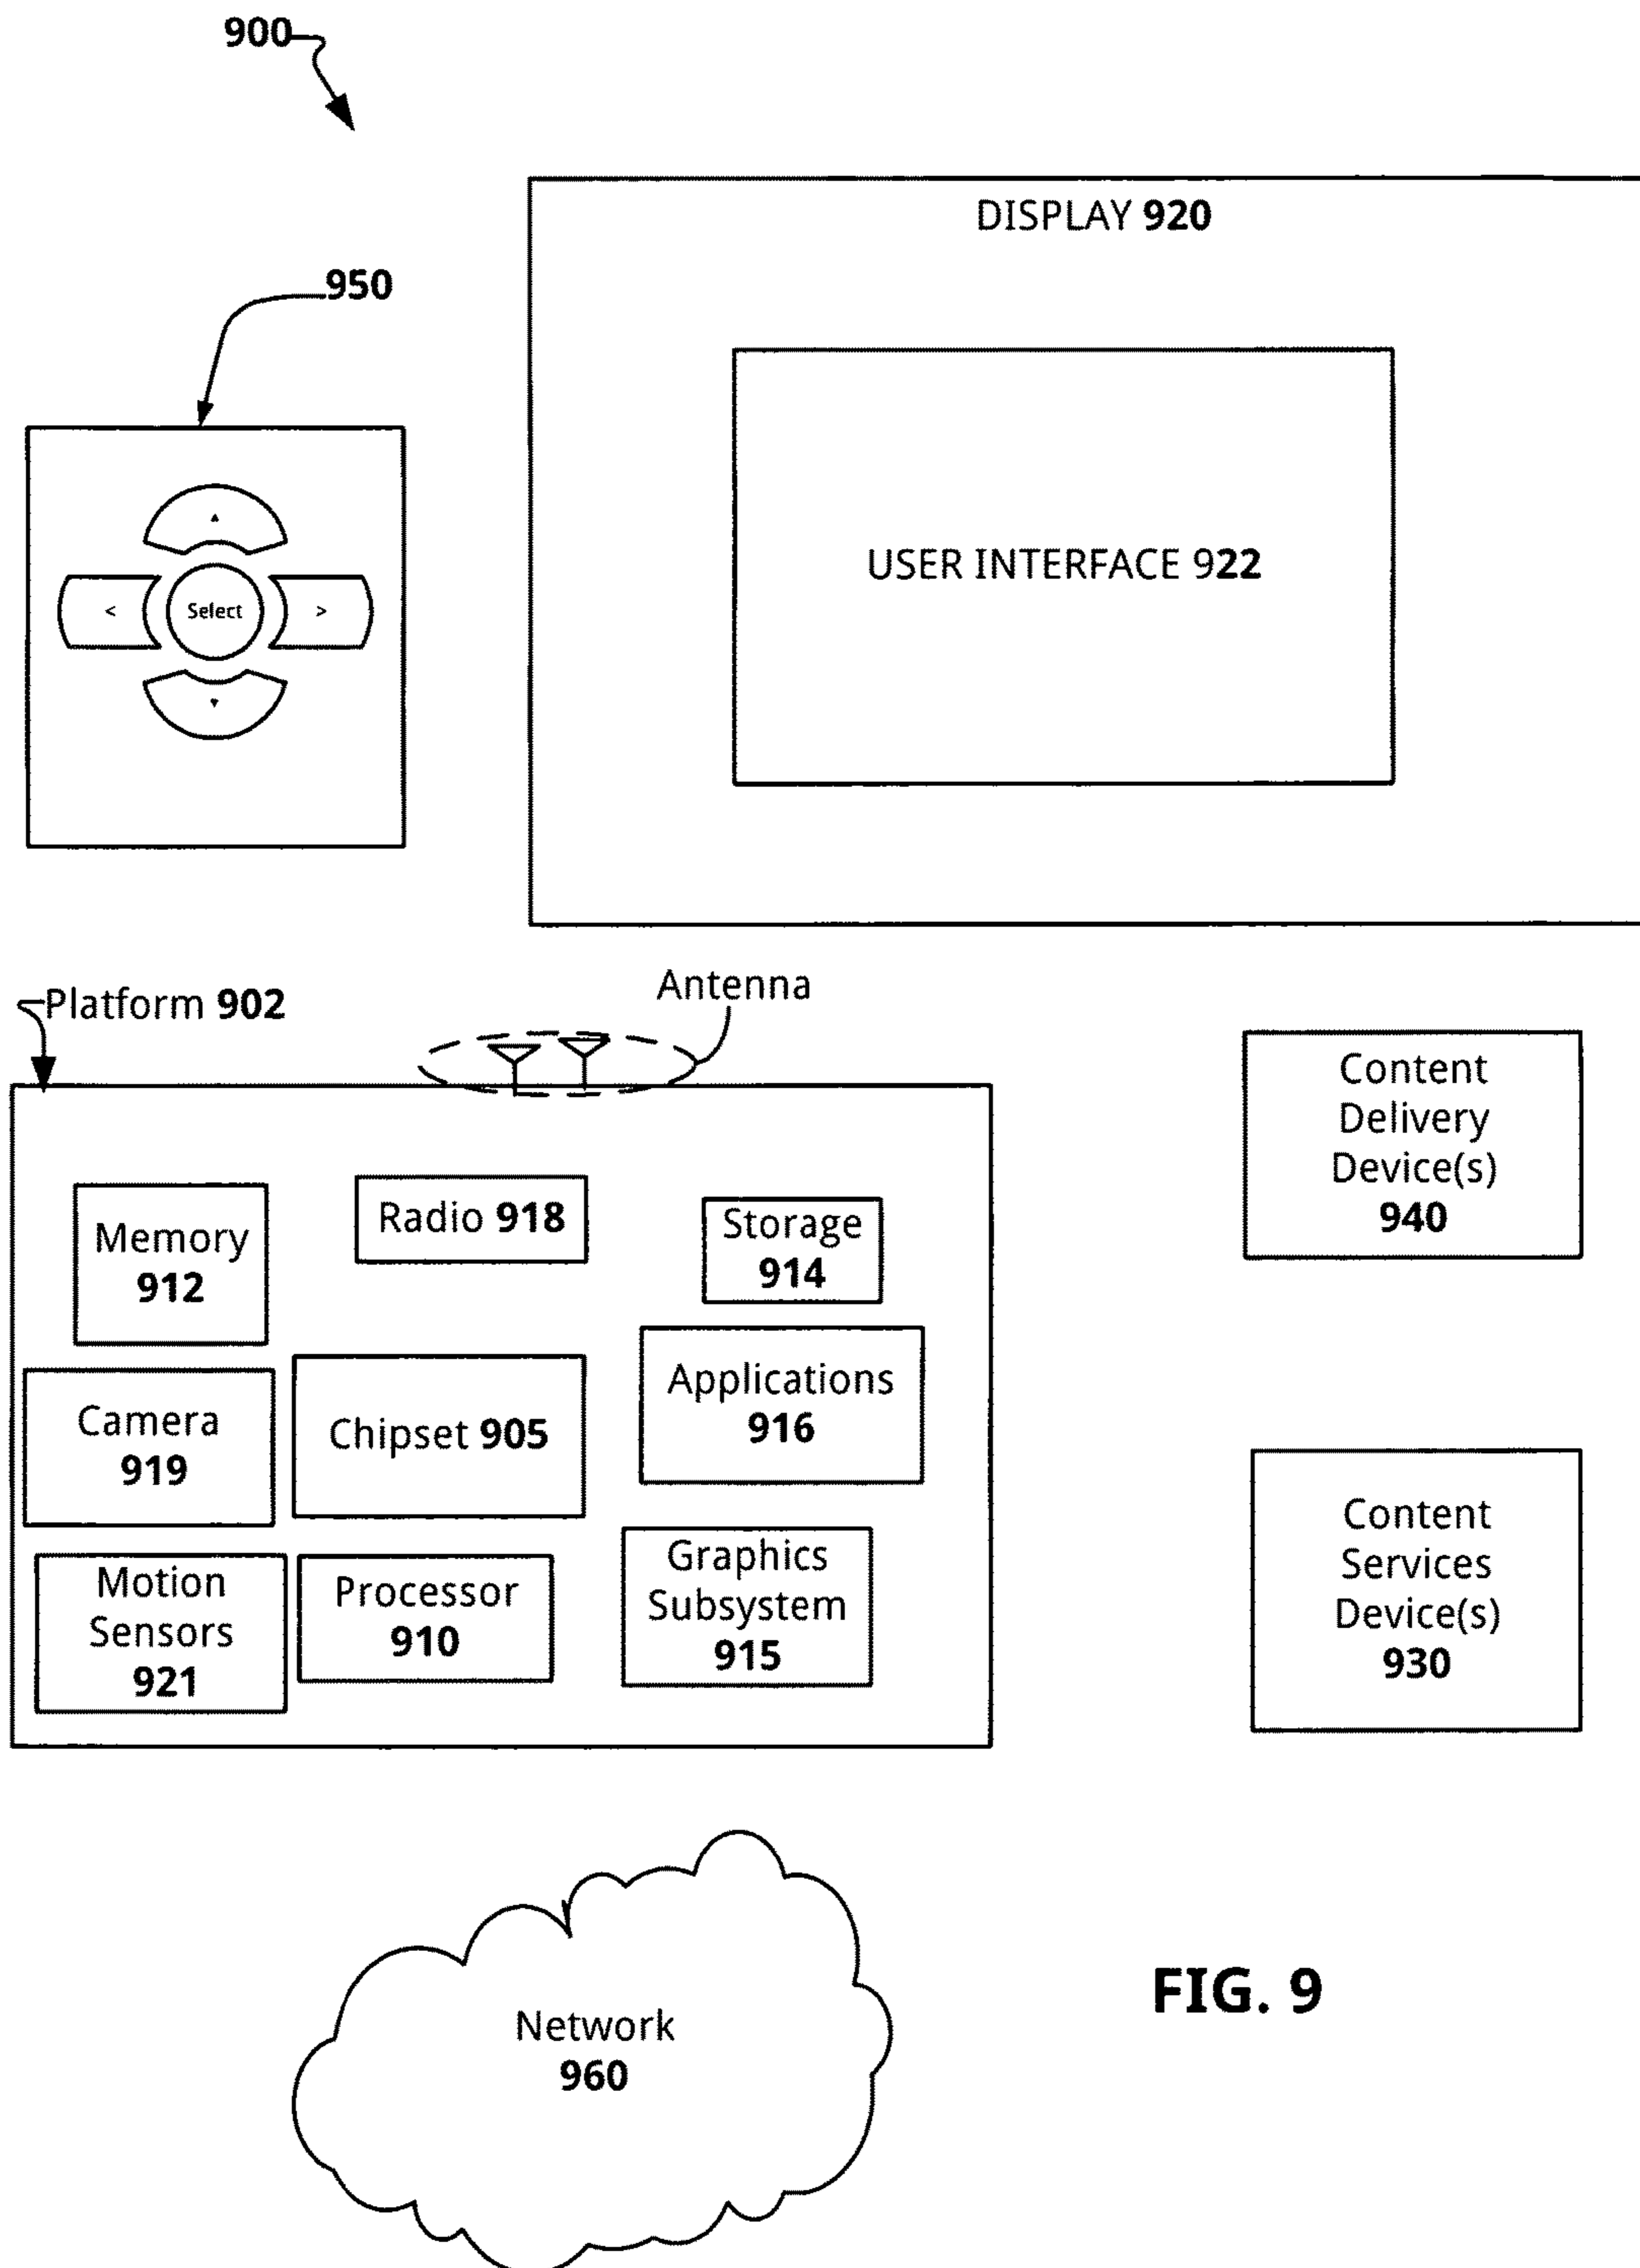 900
DISPLAY 920
950
USER INTERFACE 922
▲
< Select >
▼
Platform 902
Antenna
Memory
912
Radio 918
Storage
914
Camera
919
Chipset 905
Applications
916
Motion
Sensors
921
Processor
910
Graphics
Subsystem
915
Content
Delivery
Device(s)
940
Content
Services
Device(s)
930
Network
960
FIG. 9